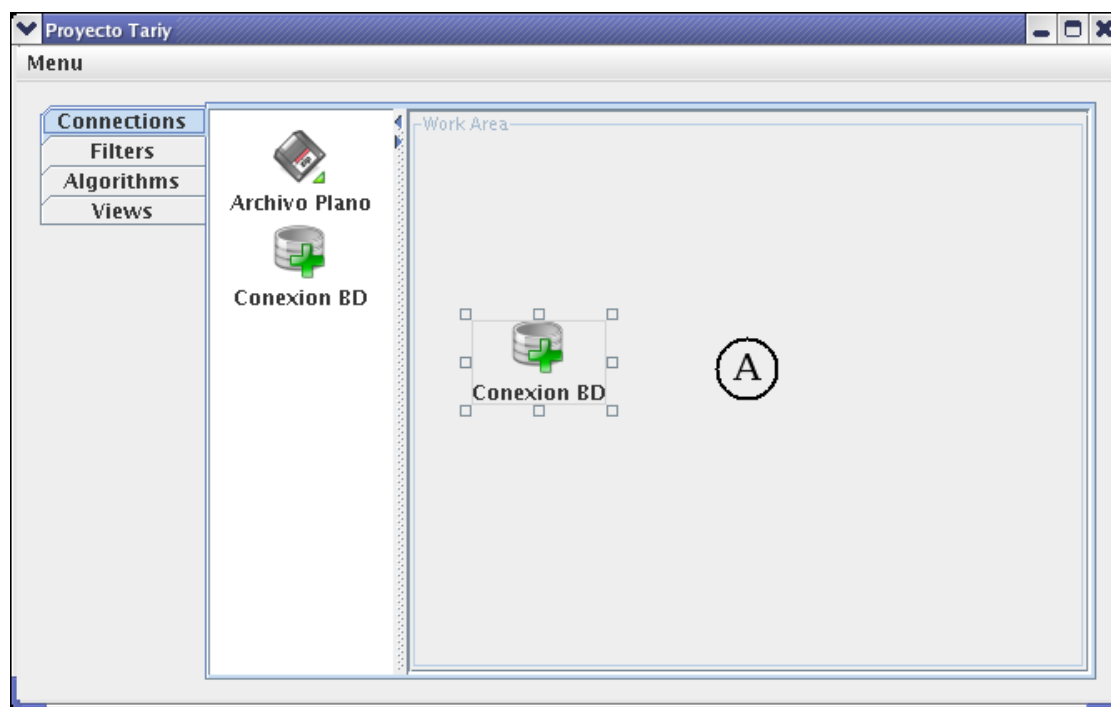 Proyecto Tariy
Menu
Connections
Filters
Algorithms
Views
Archivo Plano
Conexion BD
Work Area
Conexion BD
A